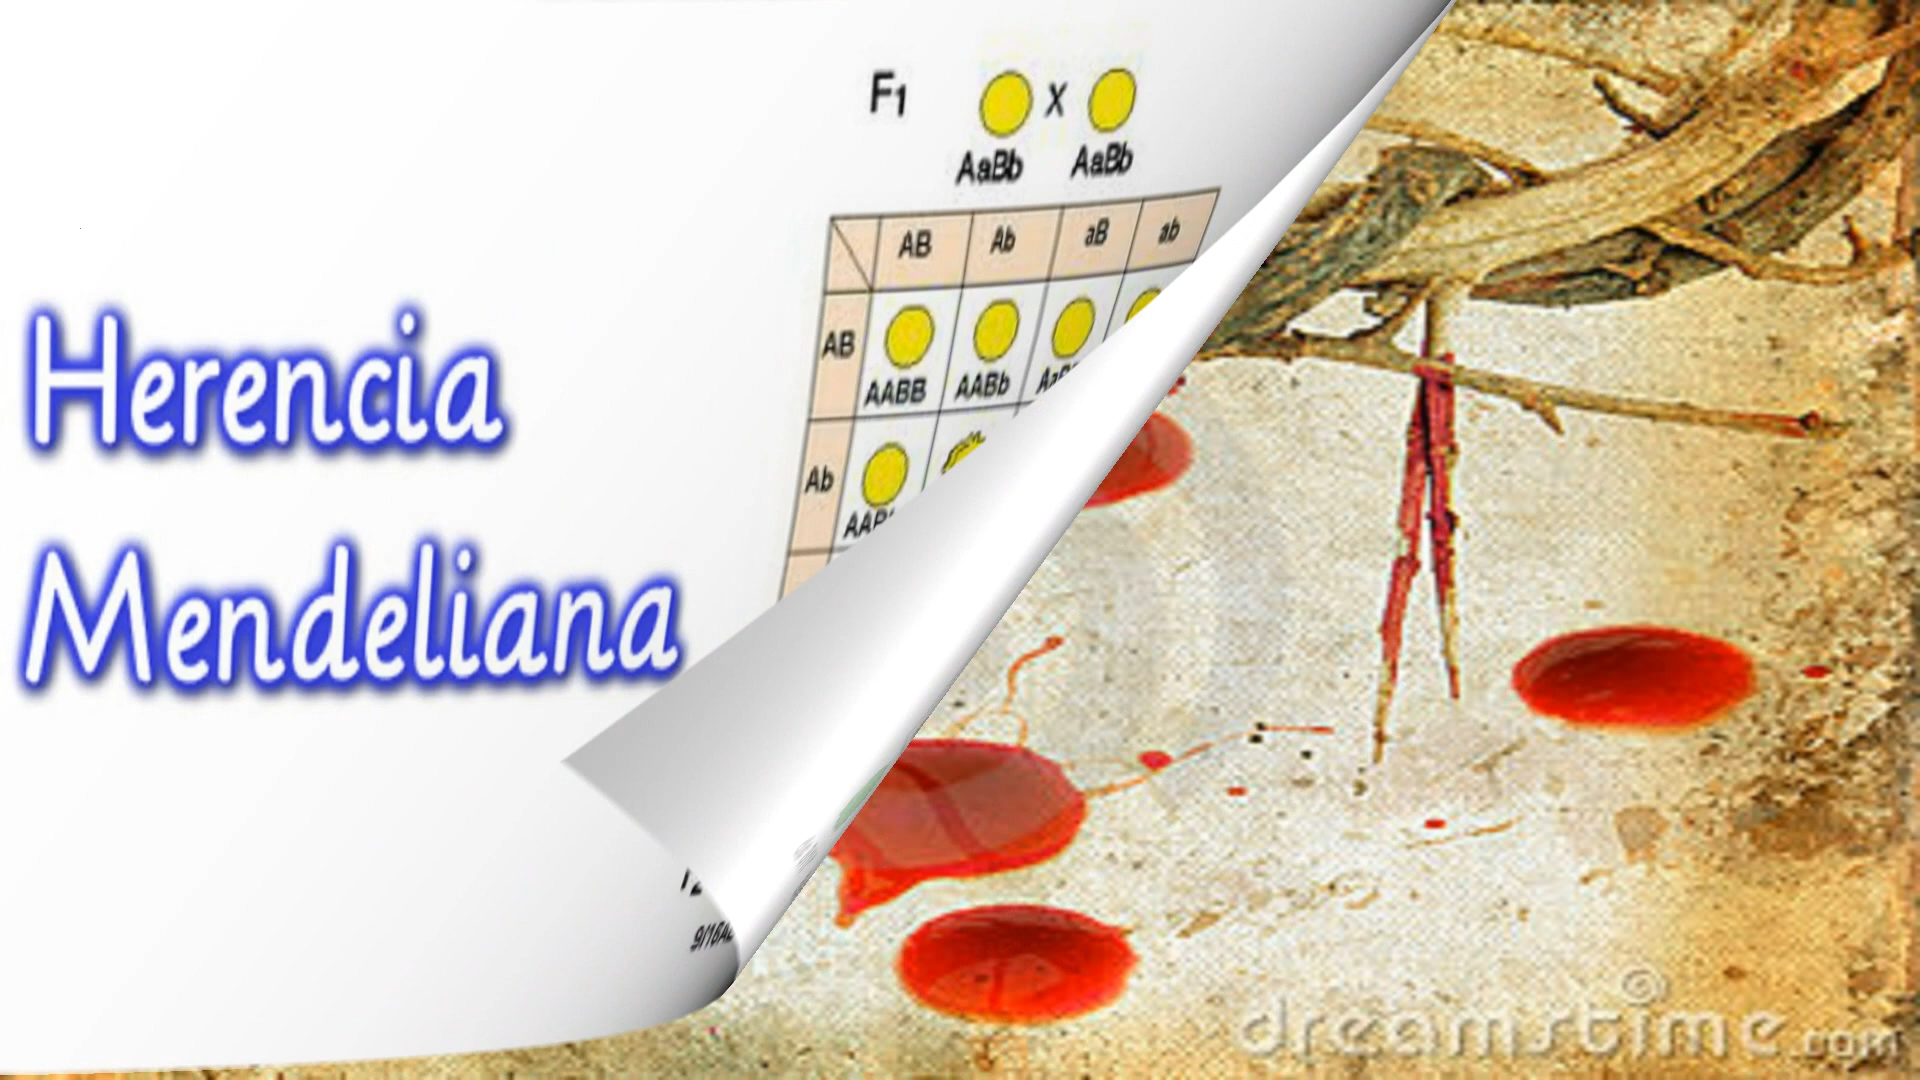 Herencia
Mendeliana
F1 X
AaBb AaBb
AB Ab aB ab
AB
AABB AABb
Ab
dreamstime.com